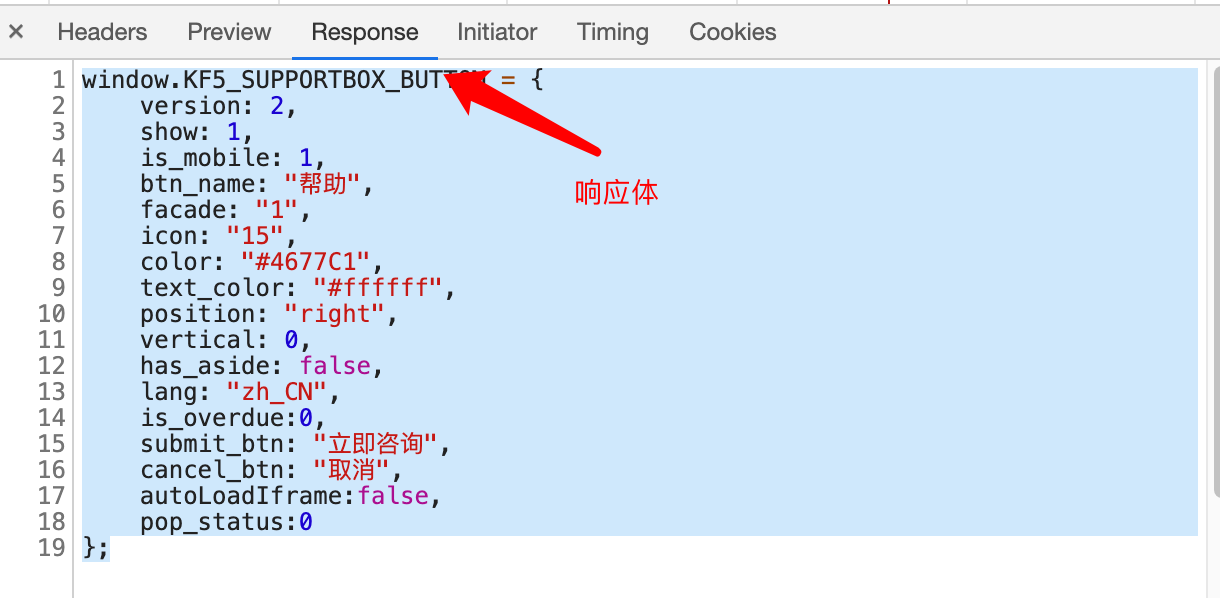 × Headers Preview Response Initiator Timing Cookies
1 window.KF5_SUPPORTBOX_BUTTON = {
2 version: 2,
3 show: 1,
4 is_mobile: 1,
5 btn_name: "帮助",
6 facade: "1",
响应体
7 icon: "15",
8 color: "#4677C1",
9 text_color: "#ffffff",
10 position: "right",
11 vertical: 0,
12 has_aside: false,
13 lang: "zh_CN",
14 is_overdue:0,
15 submit_btn: "立即咨询",
16 cancel_btn: "取消",
17 autoLoadIframe:false,
18 pop_status:0
19 };